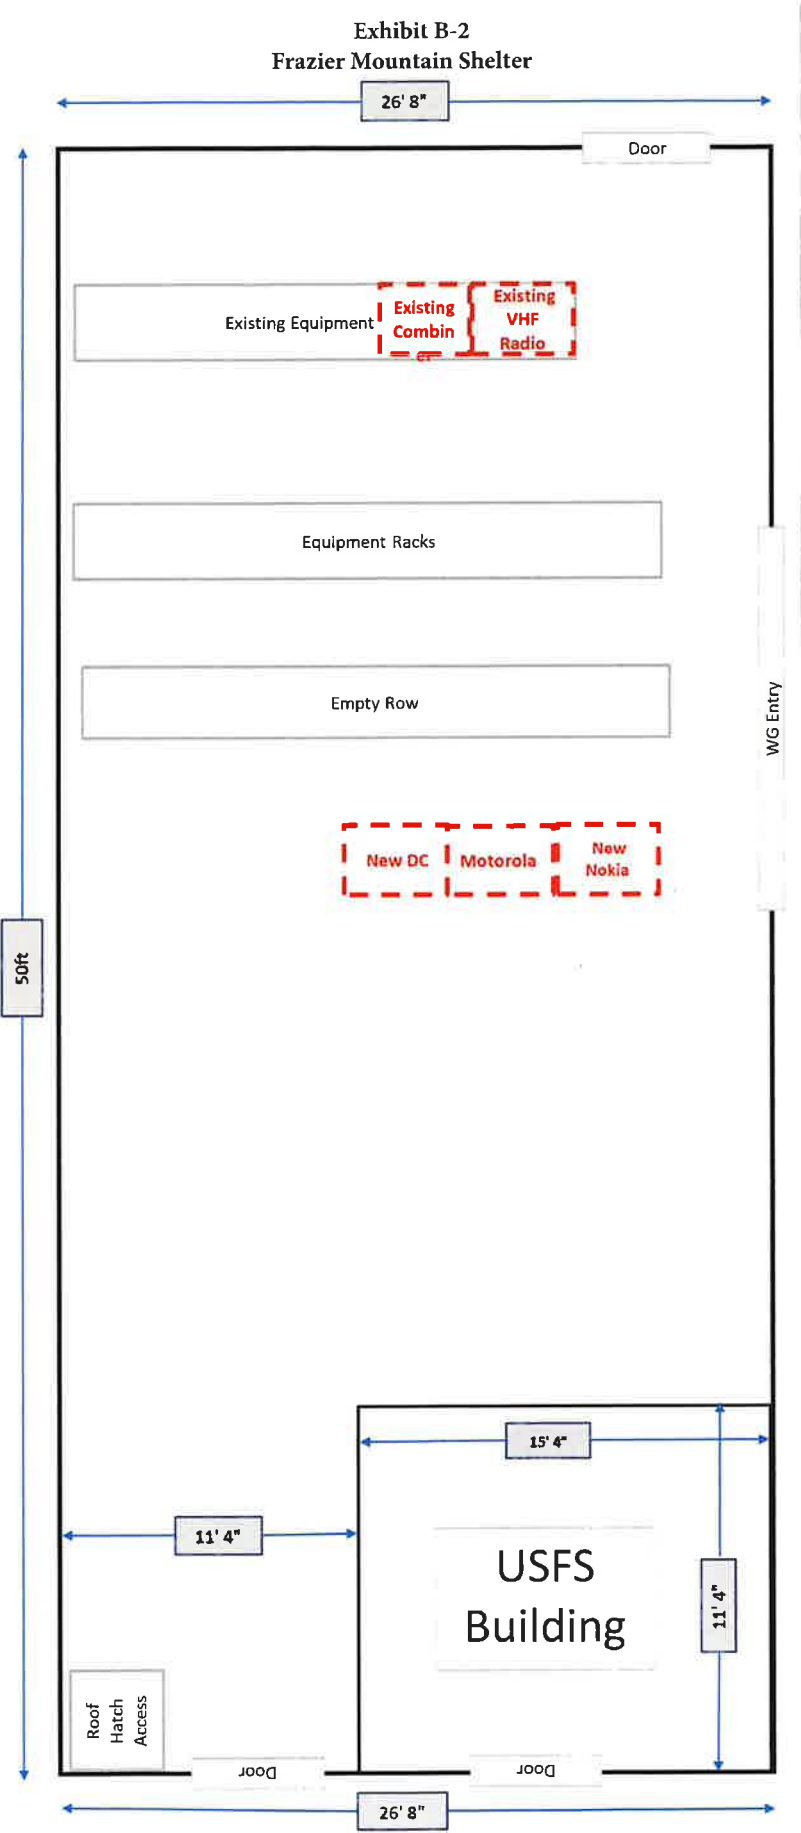 Exhibit B-2
Frazier Mountain Shelter
26' 8"
Door
Existing Equipment
Existing
Combin
er
Existing
VHF
Radio
Equipment Racks
Empty Row
WG Entry
New DC
Motorola
New
Nokia
50ft
15' 4"
11' 4"
USFS
Building
11' 4"
Roof
Hatch
Access
Door
Door
26' 8"